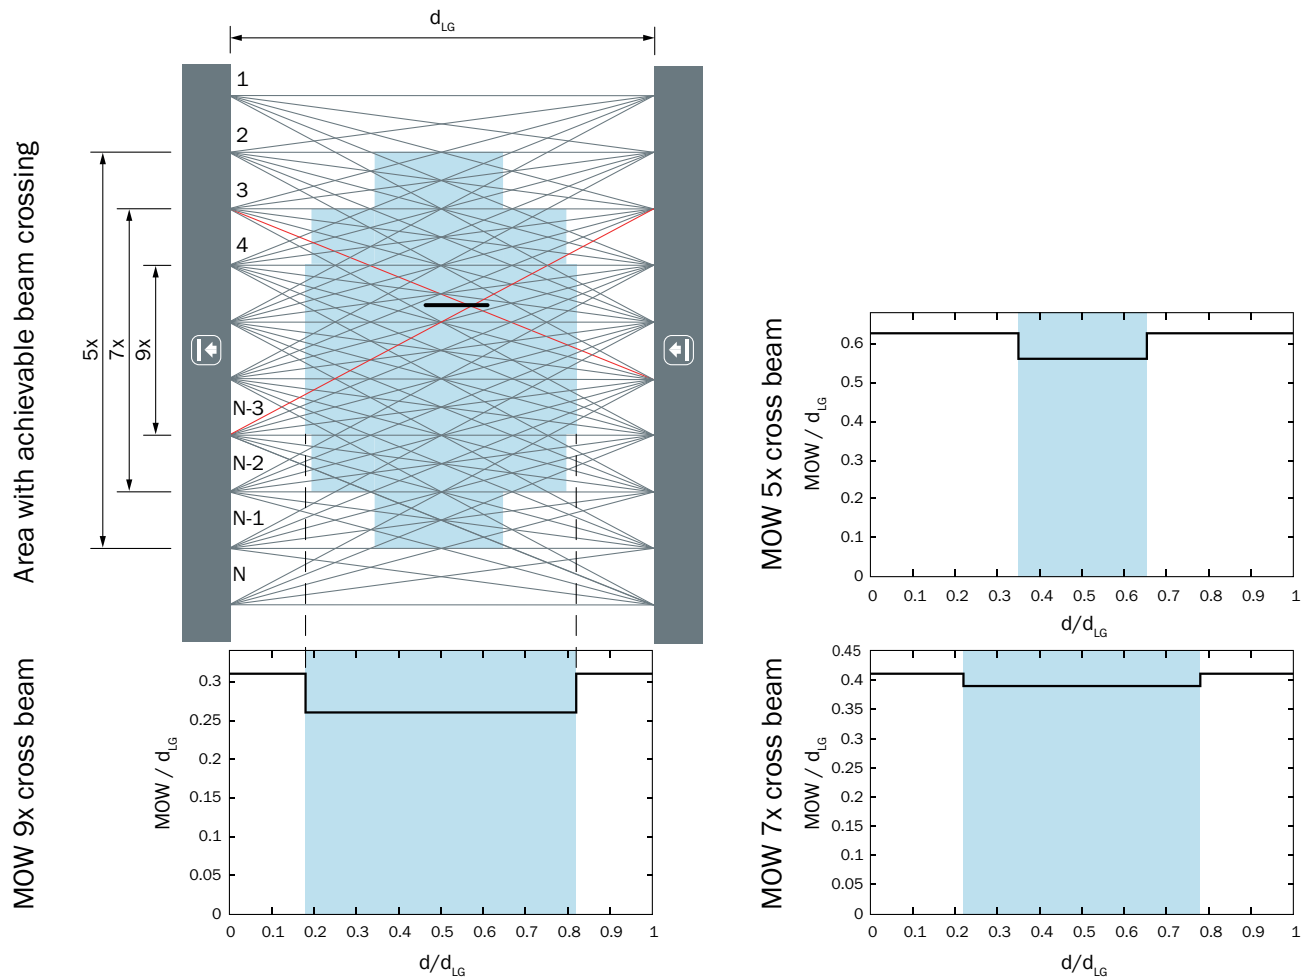 d_LG
Area with achievable beam crossing
5x
7x
9x
1
2
3
4
N-3
N-2
N-1
N
MOW 5x cross beam
MOW / d_LG
0.6
0.5
0.4
0.3
0.2
0.1
0
0 0.1 0.2 0.3 0.4 0.5 0.6 0.7 0.8 0.9 1
d/d_LG
MOW 9x cross beam
MOW / d_LG
0.3
0.25
0.2
0.15
0.1
0.05
0
0 0.1 0.2 0.3 0.4 0.5 0.6 0.7 0.8 0.9 1
d/d_LG
MOW 7x cross beam
MOW / d_LG
0.45
0.4
0.35
0.3
0.25
0.2
0.15
0.1
0.05
0
0 0.1 0.2 0.3 0.4 0.5 0.6 0.7 0.8 0.9 1
d/d_LG